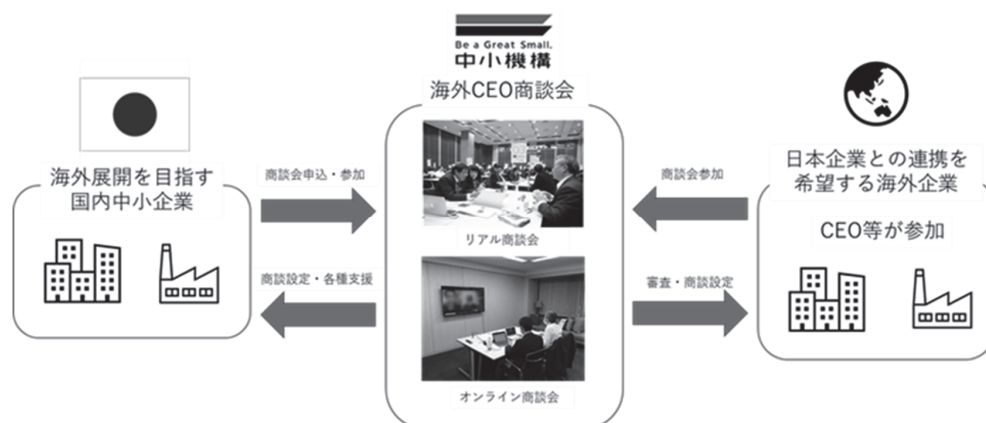 Be a Great Small.
中小機構
海外CEO商談会
海外展開を目指す
国内中小企業
商談会申込・参加
商談設定・各種支援
リアル商談会
オンライン商談会
商談会参加
審査・商談設定
日本企業との連携を
希望する海外企業
CEO等が参加